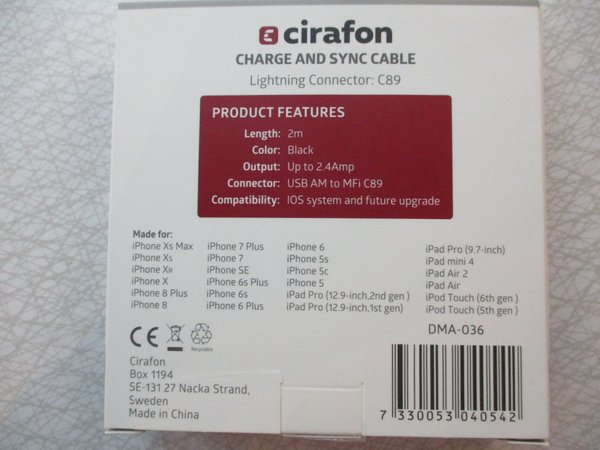 cirafon
CHARGE AND SYNC CABLE
Lightning Connector: C89
PRODUCT FEATURES
Length: 2m
Color: Black
Output: Up to 2.4Amp
Connector: USB AM to MFi C89
Compatibility: IOS system and future upgrade
Made for:
iPhone Xs Max
iPhone Xs
iPhone XR
iPhone X
iPhone 8 Plus
iPhone 8
iPhone 7 Plus
iPhone 7
iPhone SE
iPhone 6s Plus
iPhone 6s
iPhone 6 Plus
iPhone 6
iPhone 5s
iPhone 5c
iPhone 5
iPad Pro (12.9-inch,2nd gen )
iPad Pro (12.9-inch,1st gen)
iPad Pro (9.7-inch)
iPad mini 4
iPad Air 2
iPad Air
iPod Touch (6th gen )
iPod Touch (5th gen )
DMA-036
CE
Recyclable
Cirafon
Box 1194
SE-131 27 Nacka Strand,
Sweden
Made in China
7 330053 040542